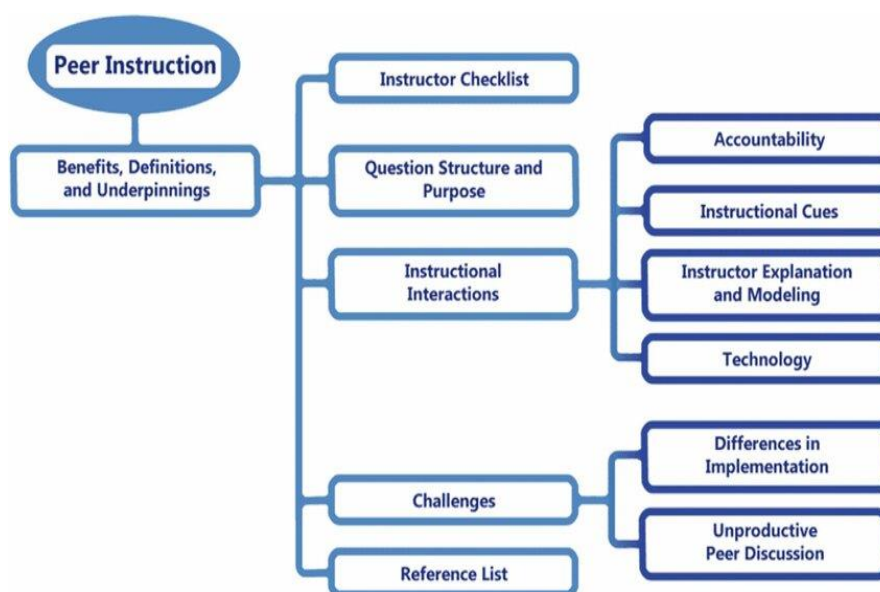 Peer Instruction
Benefits, Definitions,
and Underpinnings
Instructor Checklist
Question Structure and
Purpose
Instructional
Interactions
Accountability
Instructional Cues
Instructor Explanation
and Modeling
Technology
Challenges
Differences in
Implementation
Unproductive
Peer Discussion
Reference List